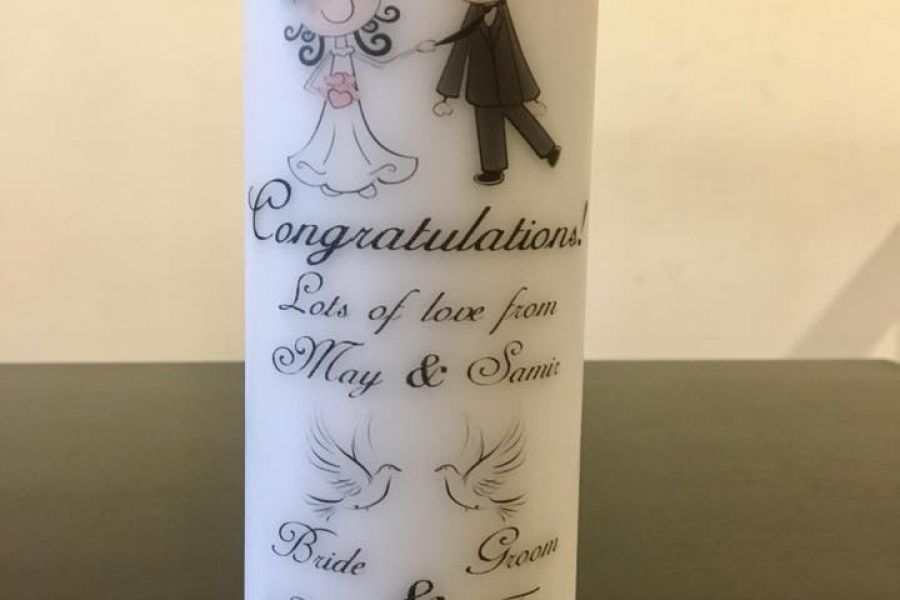 Congratulations!
Lots of love from
May & Samir
Bride Groom
&